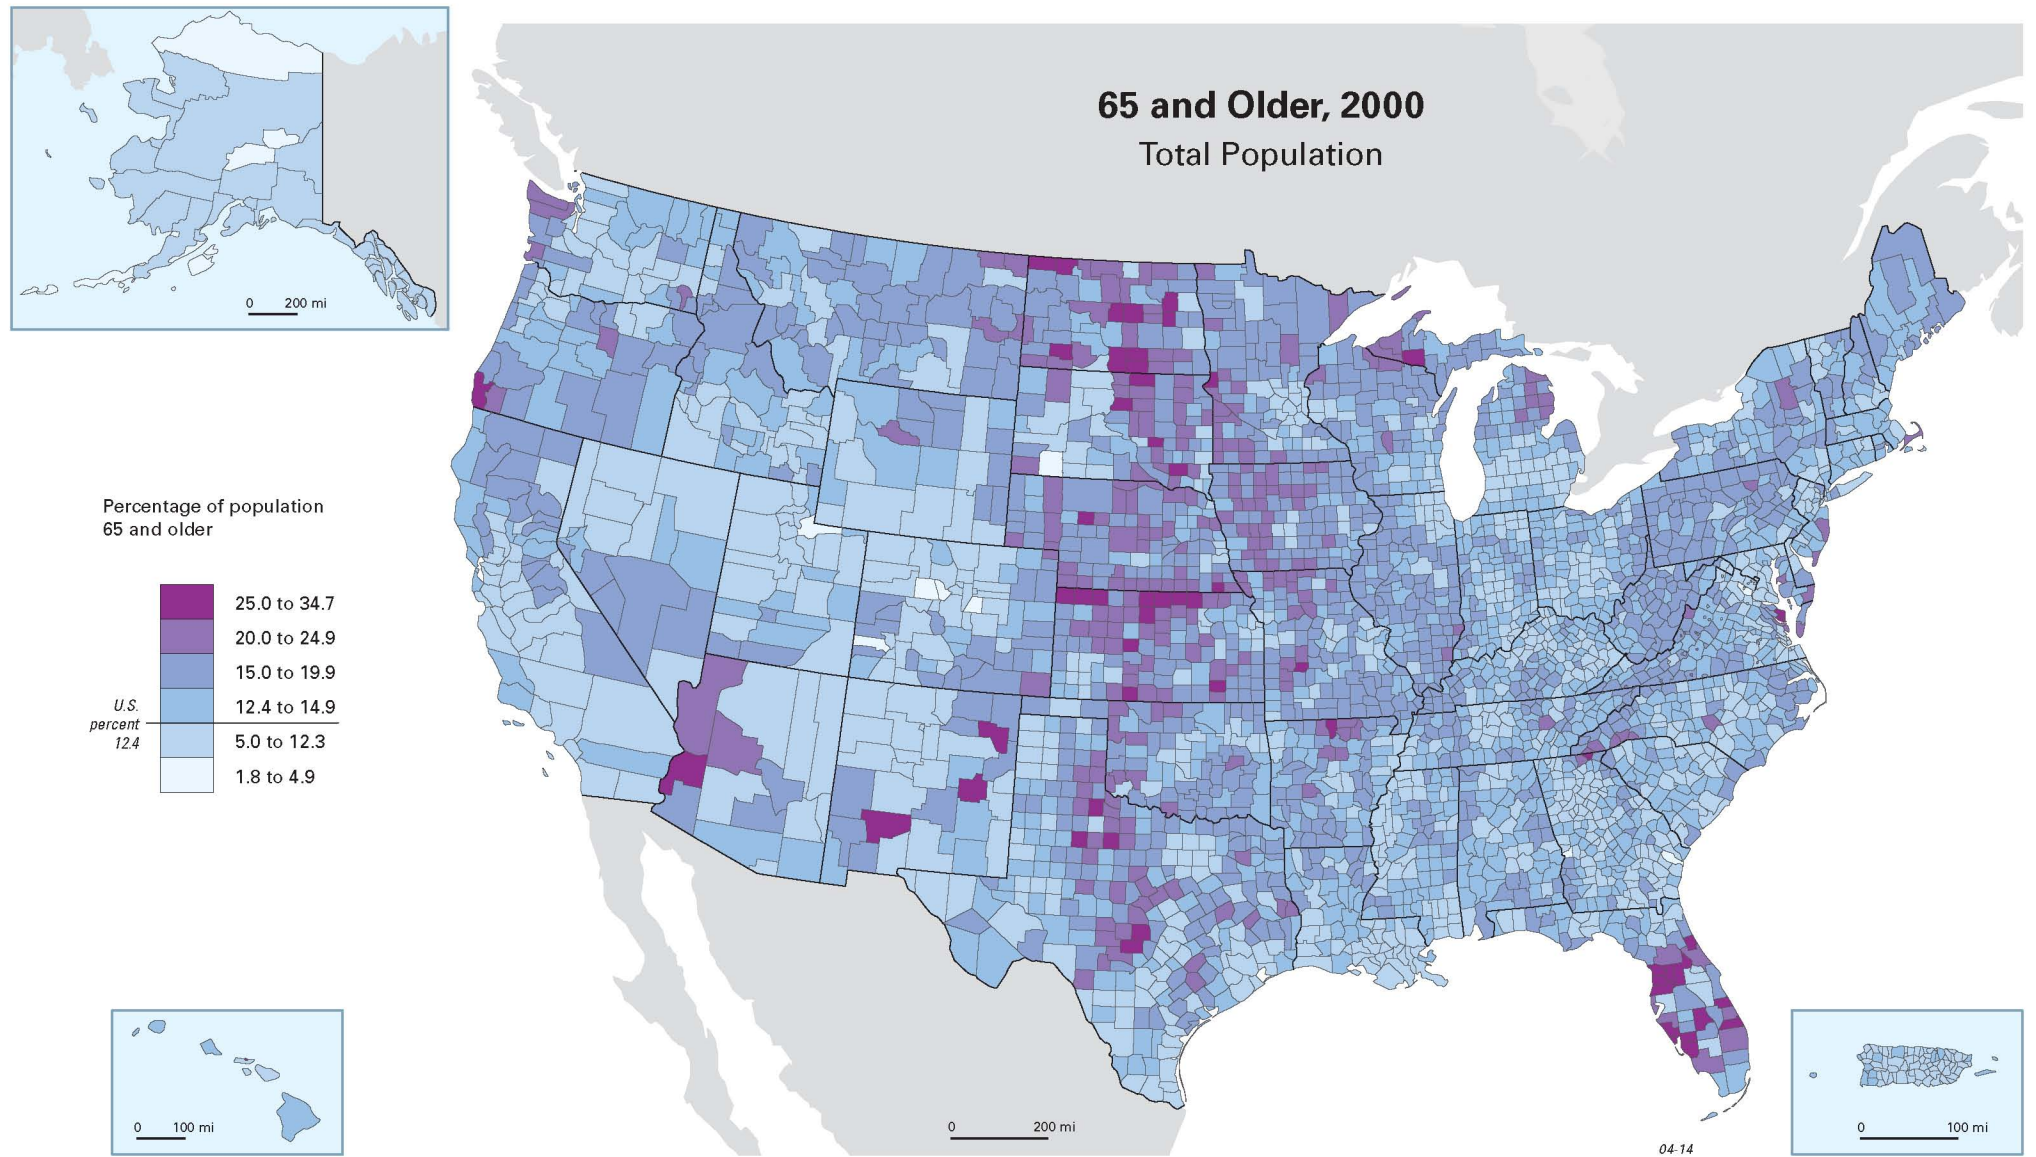 65 and Older, 2000
Total Population
0 200 mi
Percentage of population
65 and older
25.0 to 34.7
20.0 to 24.9
15.0 to 19.9
12.4 to 14.9
5.0 to 12.3
1.8 to 4.9
U.S.
percent
12.4
0 100 mi
0 200 mi
04-14
0 100 mi